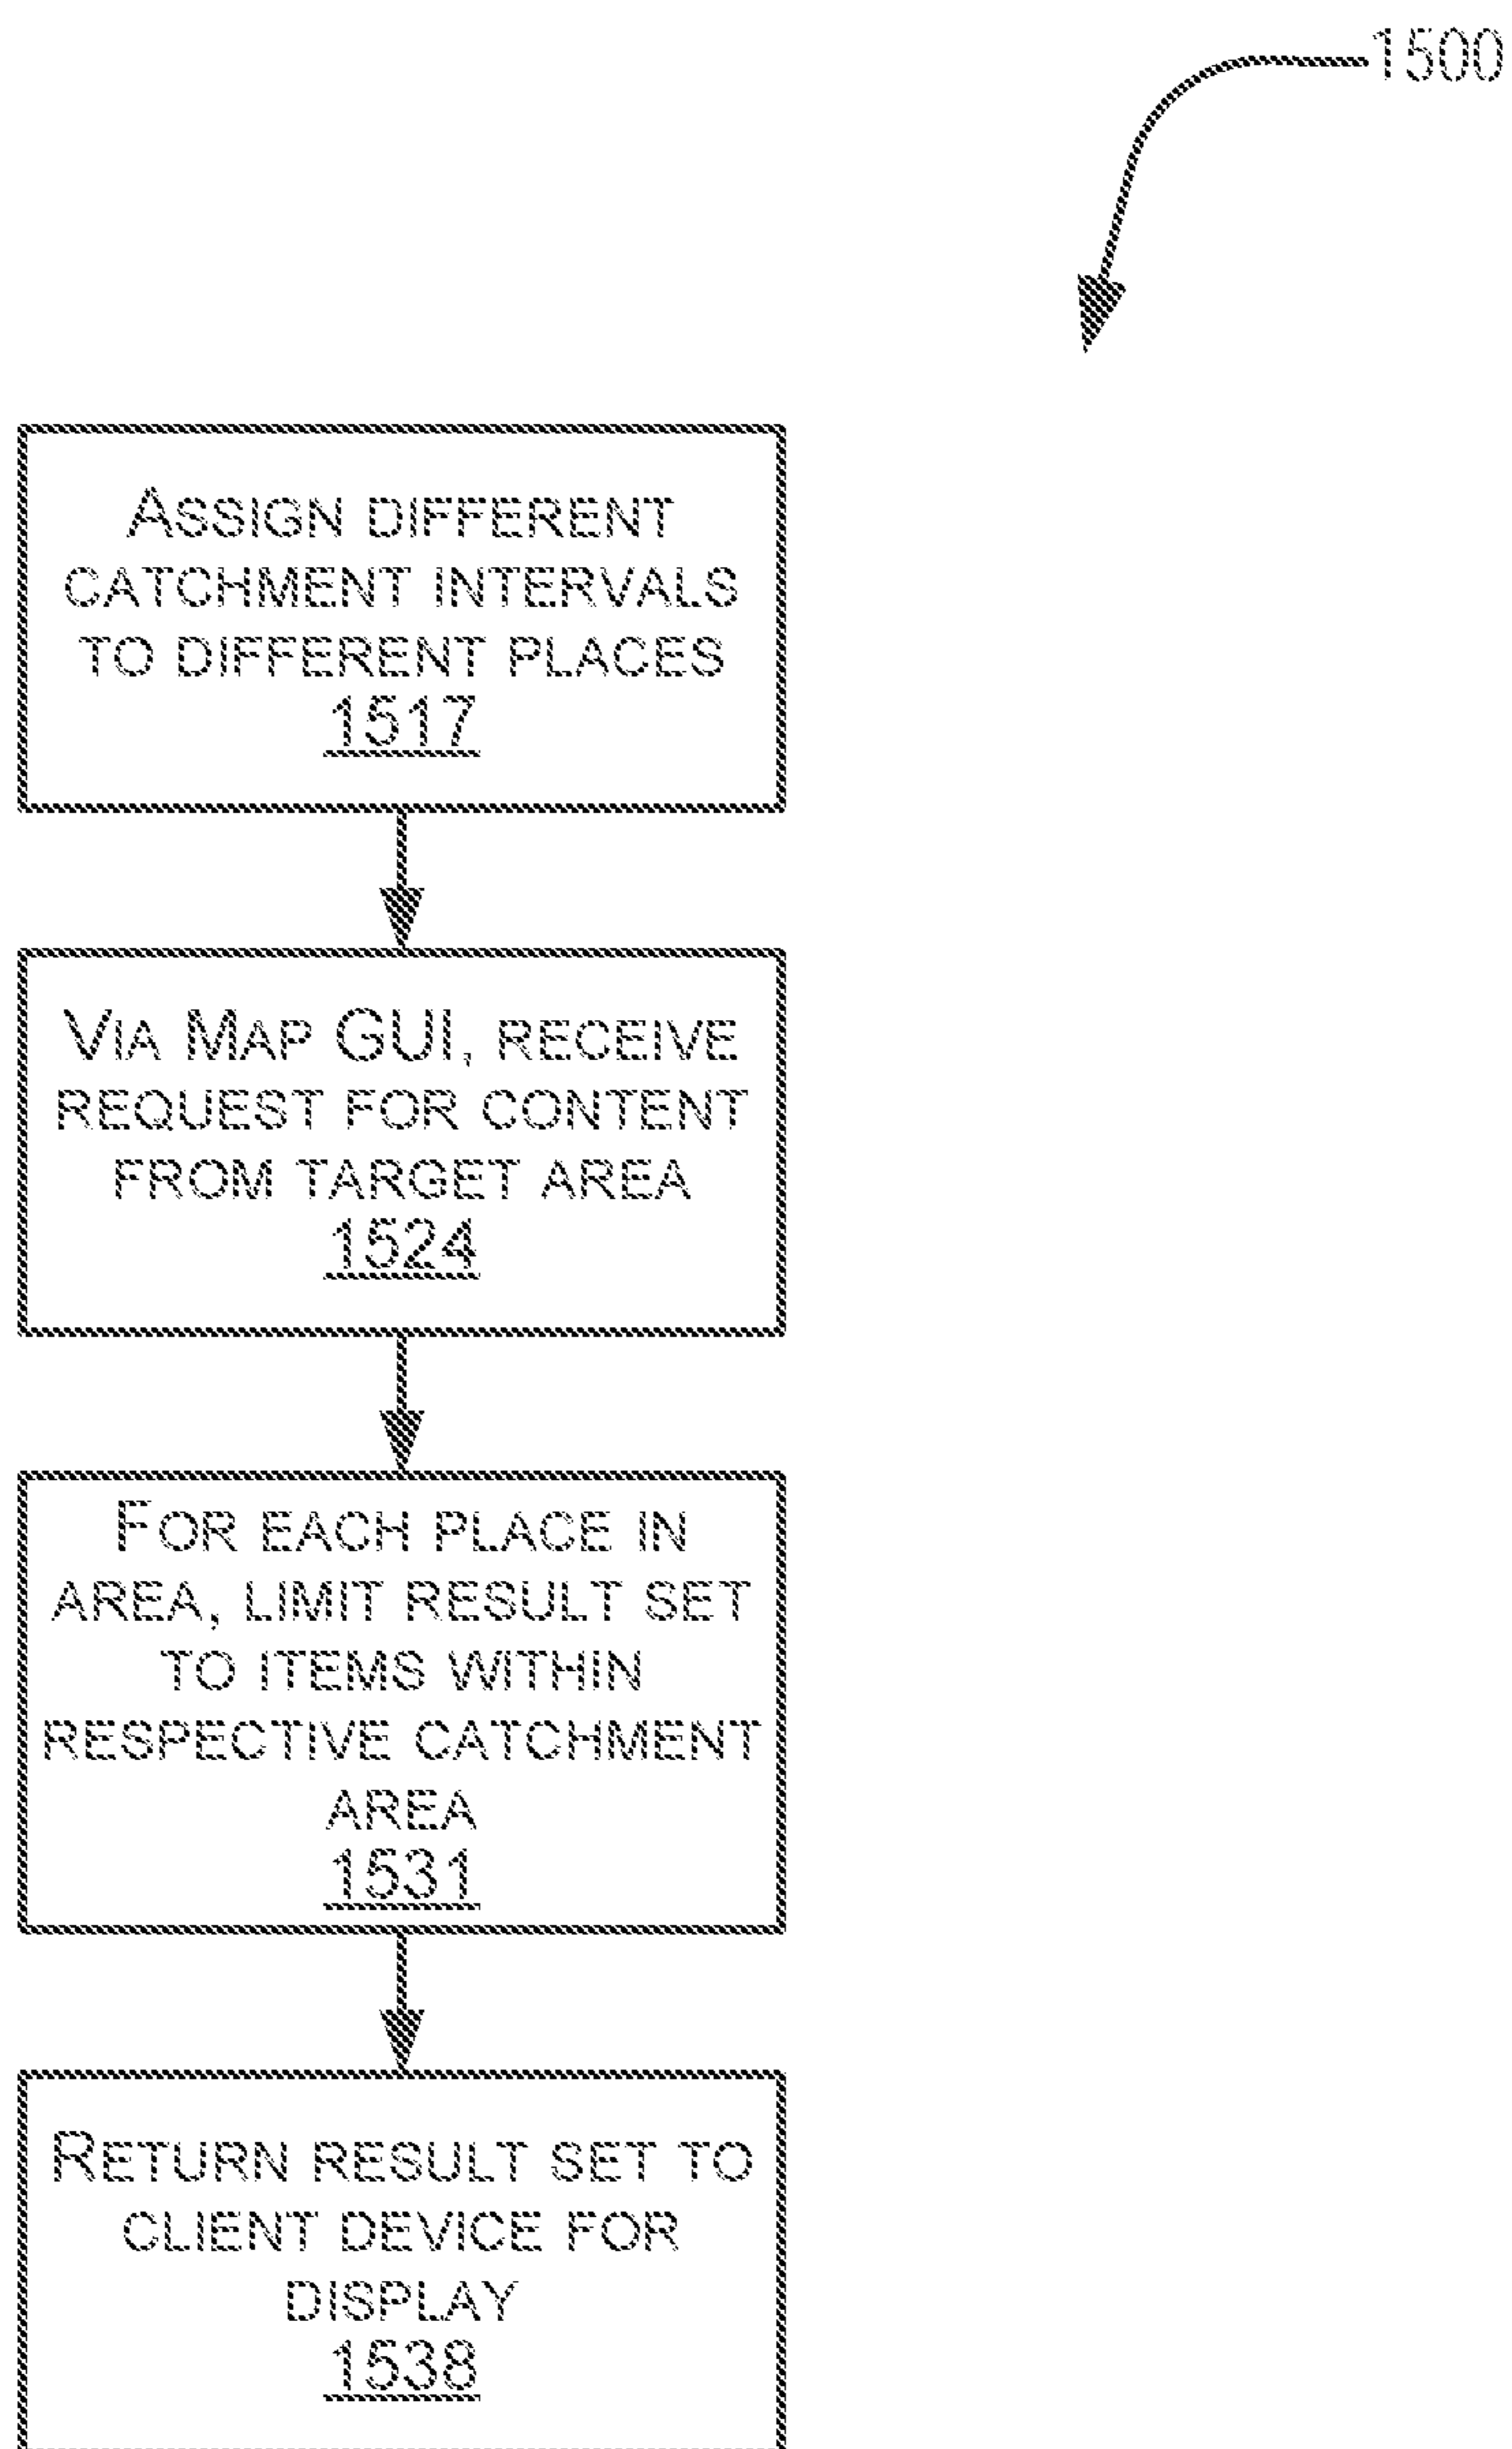 1500
ASSIGN DIFFERENT
CATCHMENT INTERVALS
TO DIFFERENT PLACES
1517
VIA MAP GUI, RECEIVE
REQUEST FOR CONTENT
FROM TARGET AREA
1524
FOR EACH PLACE IN
AREA, LIMIT RESULT SET
TO ITEMS WITHIN
RESPECTIVE CATCHMENT
AREA
1531
RETURN RESULT SET TO
CLIENT DEVICE FOR
DISPLAY
1538